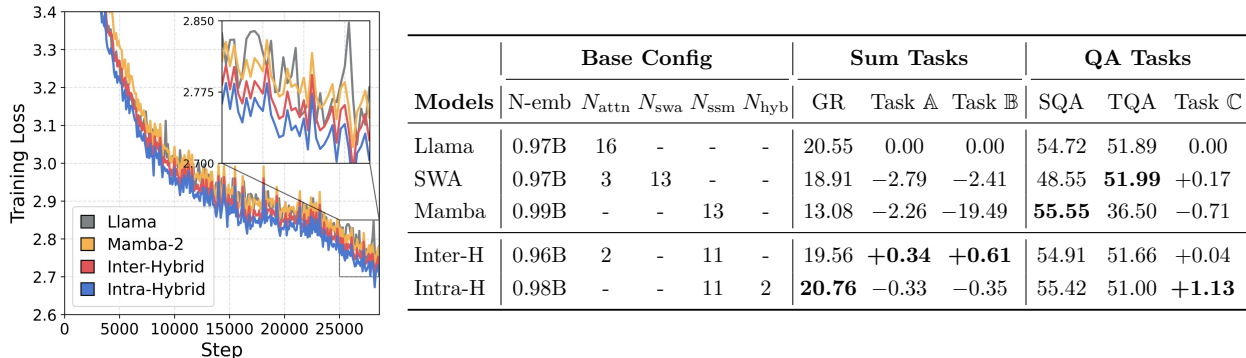 3.4
3.3
3.2
3.1
3.0
2.9
2.8
2.7
2.6
Training Loss
2.850
2.775
2.700
Llama
Mamba-2
Inter-Hybrid
Intra-Hybrid
0 5000 10000 15000 20000 25000
Step
Base Config Sum Tasks QA Tasks
Models N-emb N_attn N_swa N_ssm N_hyb GR Task 𝔸 Task 𝔹 SQA TQA Task ℂ
Llama 0.97B 16 - - - 20.55 0.00 0.00 54.72 51.89 0.00
SWA 0.97B 3 13 - - 18.91 −2.79 −2.41 48.55 51.99 +0.17
Mamba 0.99B - - 13 - 13.08 −2.26 −19.49 55.55 36.50 −0.71
Inter-H 0.96B 2 - 11 - 19.56 +0.34 +0.61 54.91 51.66 +0.04
Intra-H 0.98B - - 11 2 20.76 −0.33 −0.35 55.42 51.00 +1.13